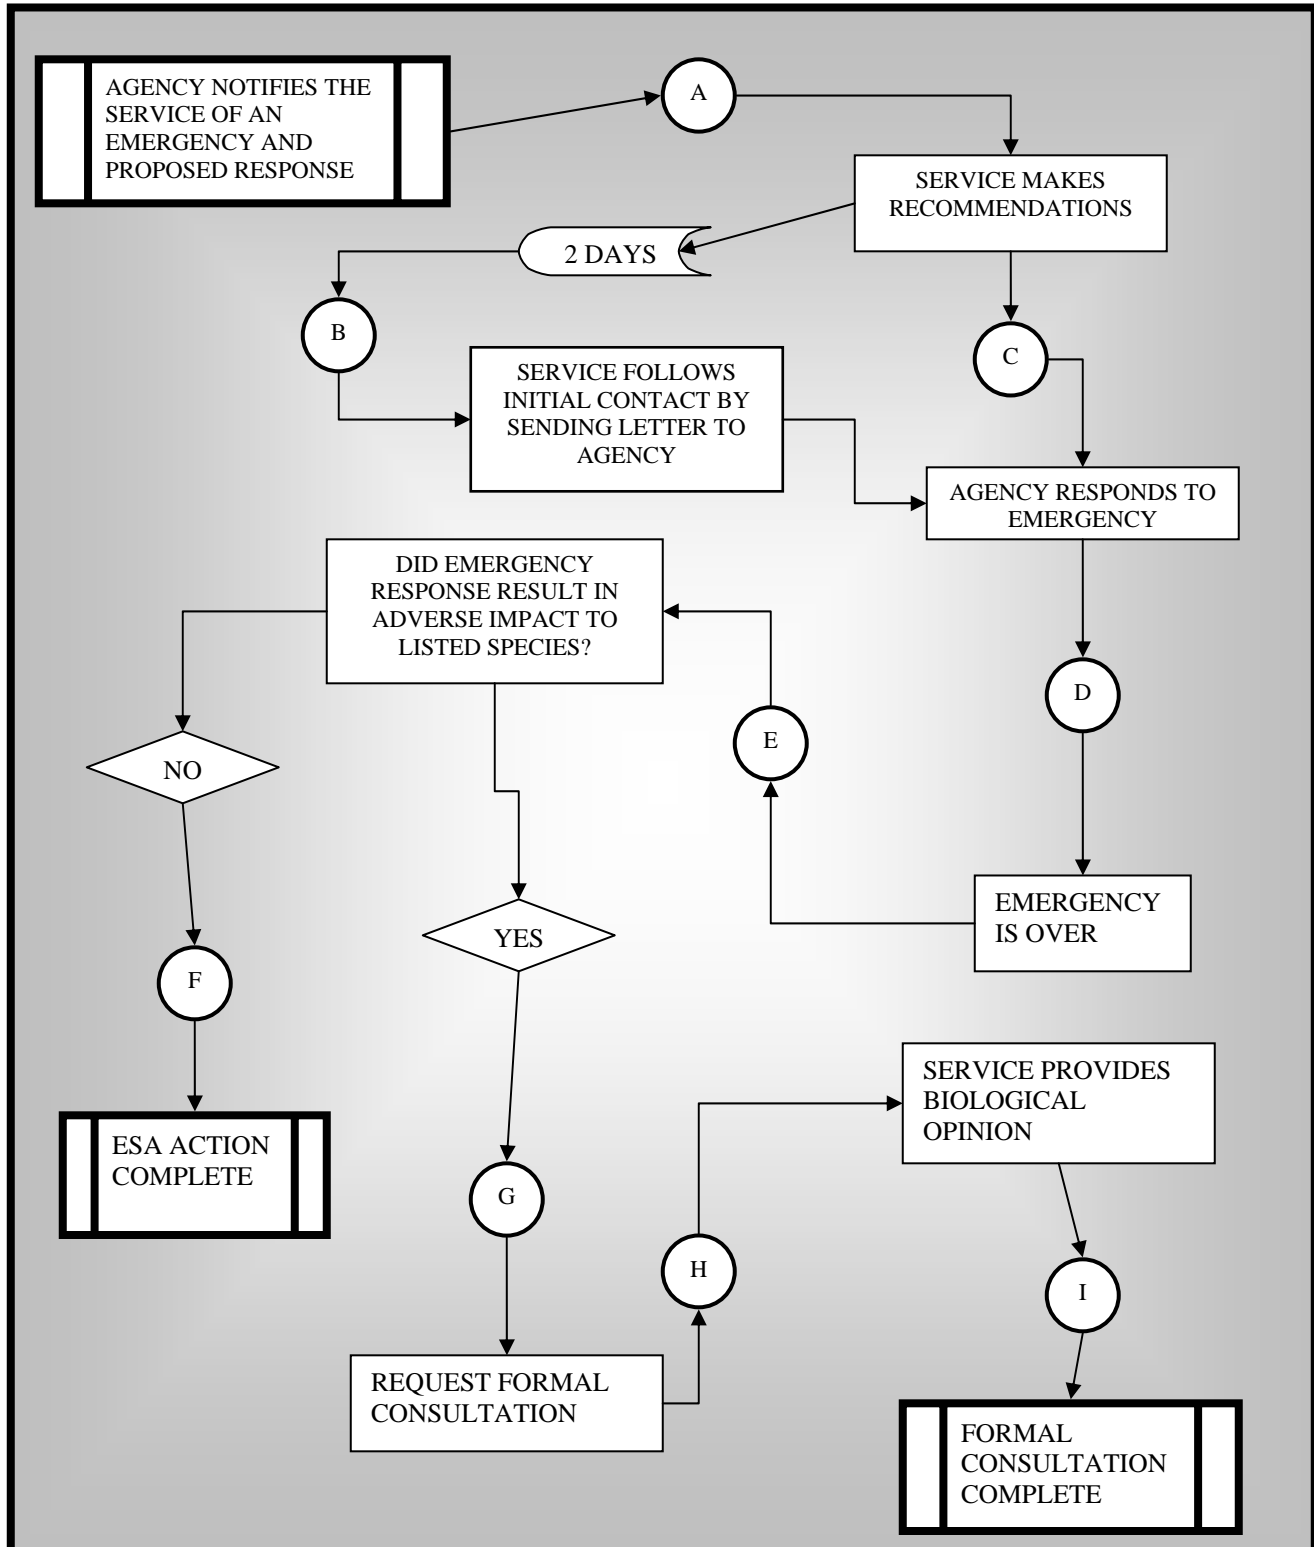 AGENCY NOTIFIES THE
SERVICE OF AN
EMERGENCY AND
PROPOSED RESPONSE
A
SERVICE MAKES
RECOMMENDATIONS
2 DAYS
B
C
SERVICE FOLLOWS
INITIAL CONTACT BY
SENDING LETTER TO
AGENCY
AGENCY RESPONDS TO
EMERGENCY
DID EMERGENCY
RESPONSE RESULT IN
ADVERSE IMPACT TO
LISTED SPECIES?
D
E
NO
YES
EMERGENCY
IS OVER
F
SERVICE PROVIDES
BIOLOGICAL
OPINION
ESA ACTION
COMPLETE
G
H
I
REQUEST FORMAL
CONSULTATION
FORMAL
CONSULTATION
COMPLETE